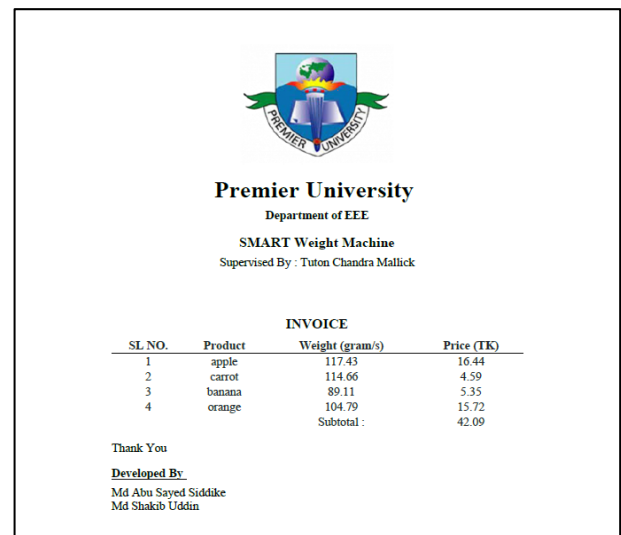 PREMIER UNIVERSITY
Premier University
Department of EEE
SMART Weight Machine
Supervised By : Tuton Chandra Mallick
INVOICE
SL NO. Product Weight (gram/s) Price (TK)
1 apple 117.43 16.44
2 carrot 114.66 4.59
3 banana 89.11 5.35
4 orange 104.79 15.72
Subtotal : 42.09
Thank You
Developed By
Md Abu Sayed Siddike
Md Shakib Uddin